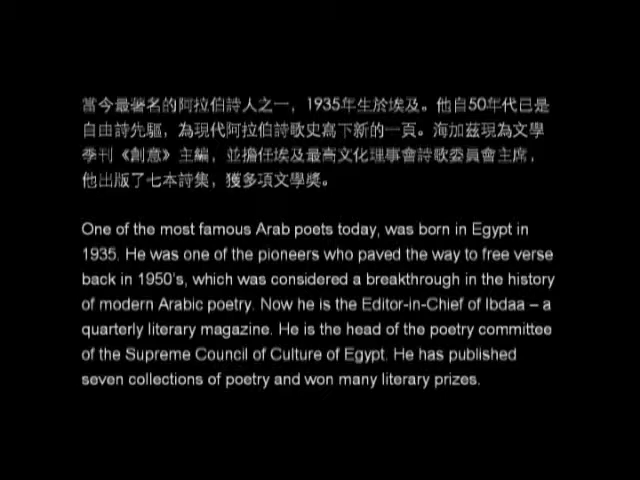 當今最著名的阿拉伯詩人之一，1935年生於埃及。他自50年代已是
自由詩先驅，為現代阿拉伯詩歌史寫下新的一頁。海加茲現為文學
季刊《創意》主編，並擔任埃及最高文化理事會詩歌委員會主席，
他出版了七本詩集，獲多項文學獎。
One of the most famous Arab poets today, was born in Egypt in
1935. He was one of the pioneers who paved the way to free verse
back in 1950's, which was considered a breakthrough in the history
of modern Arabic poetry. Now he is the Editor-in-Chief of Ibdaa – a
quarterly literary magazine. He is the head of the poetry committee
of the Supreme Council of Culture of Egypt. He has published
seven collections of poetry and won many literary prizes.